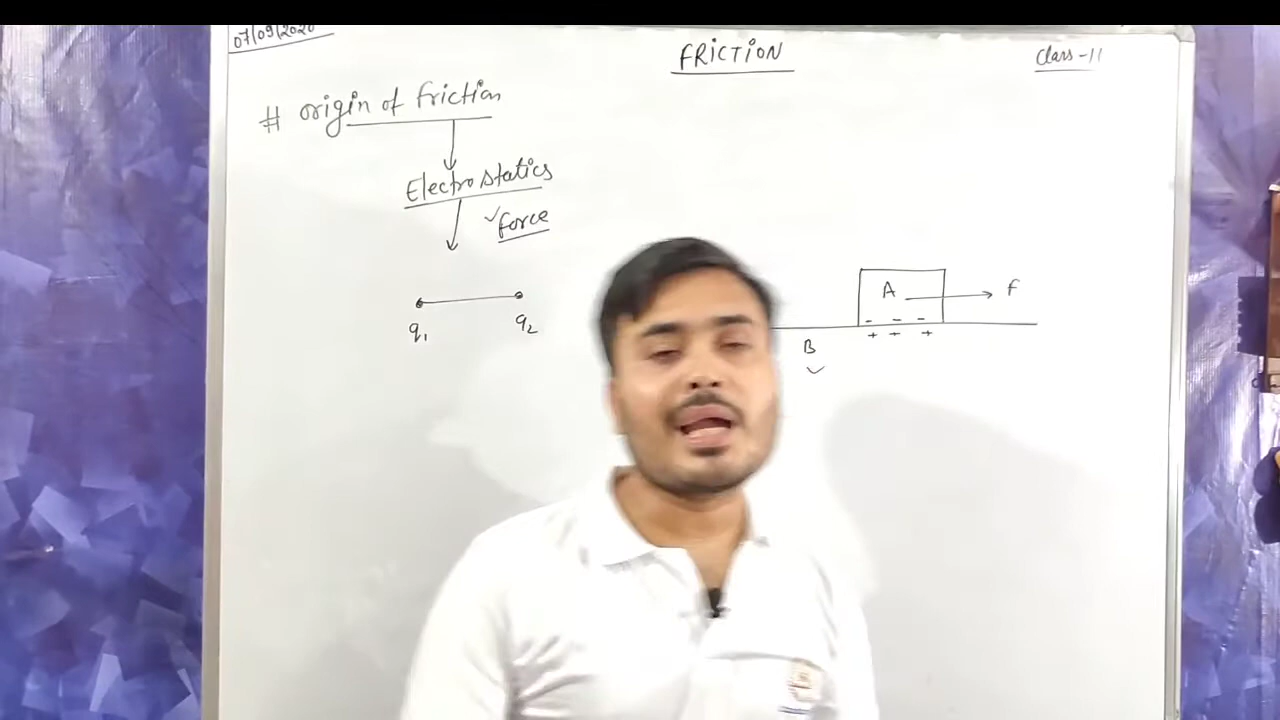 07/09/2020
FRICTION
Class-11
# origin of friction
Electrostatics
force
q1 q2
A F
- - -
+ + +
B